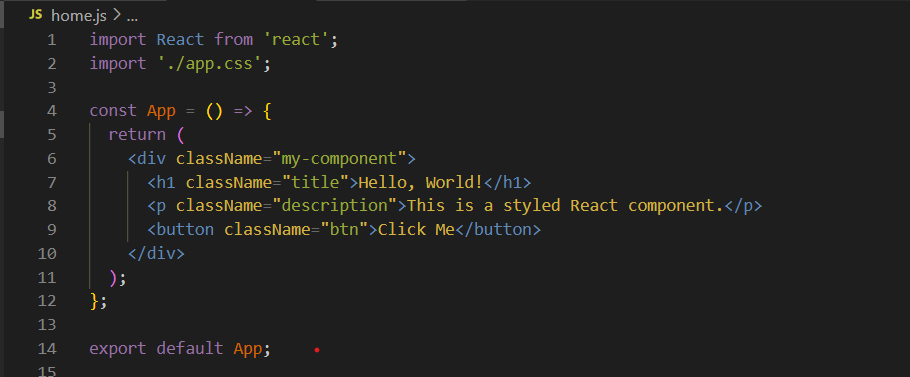 JS home.js > ...
1 import React from 'react';
2 import './app.css';
3
4 const App = () => {
5   return (
6     <div className="my-component">
7       <h1 className="title">Hello, World!</h1>
8       <p className="description">This is a styled React component.</p>
9       <button className="btn">Click Me</button>
10     </div>
11   );
12 };
13
14 export default App;
15